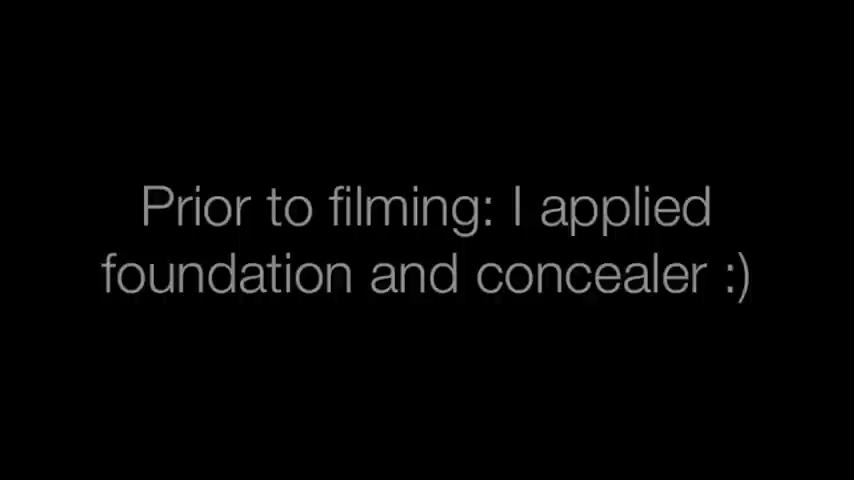 Prior to filming: I applied
foundation and concealer :)